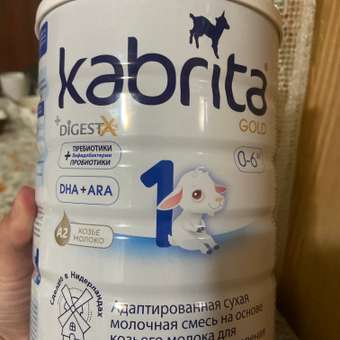 kabrita
GOLD
+DIGESTX
ПРЕБИОТИКИ
+ Бифидобактерии
ПРОБИОТИКИ
0-6
DHA+ARA
1
A2
КОЗЬЕ
МОЛОКО
Сделано в Нидерландах
Адаптированная сухая
молочная смесь на основе
козьего молока для